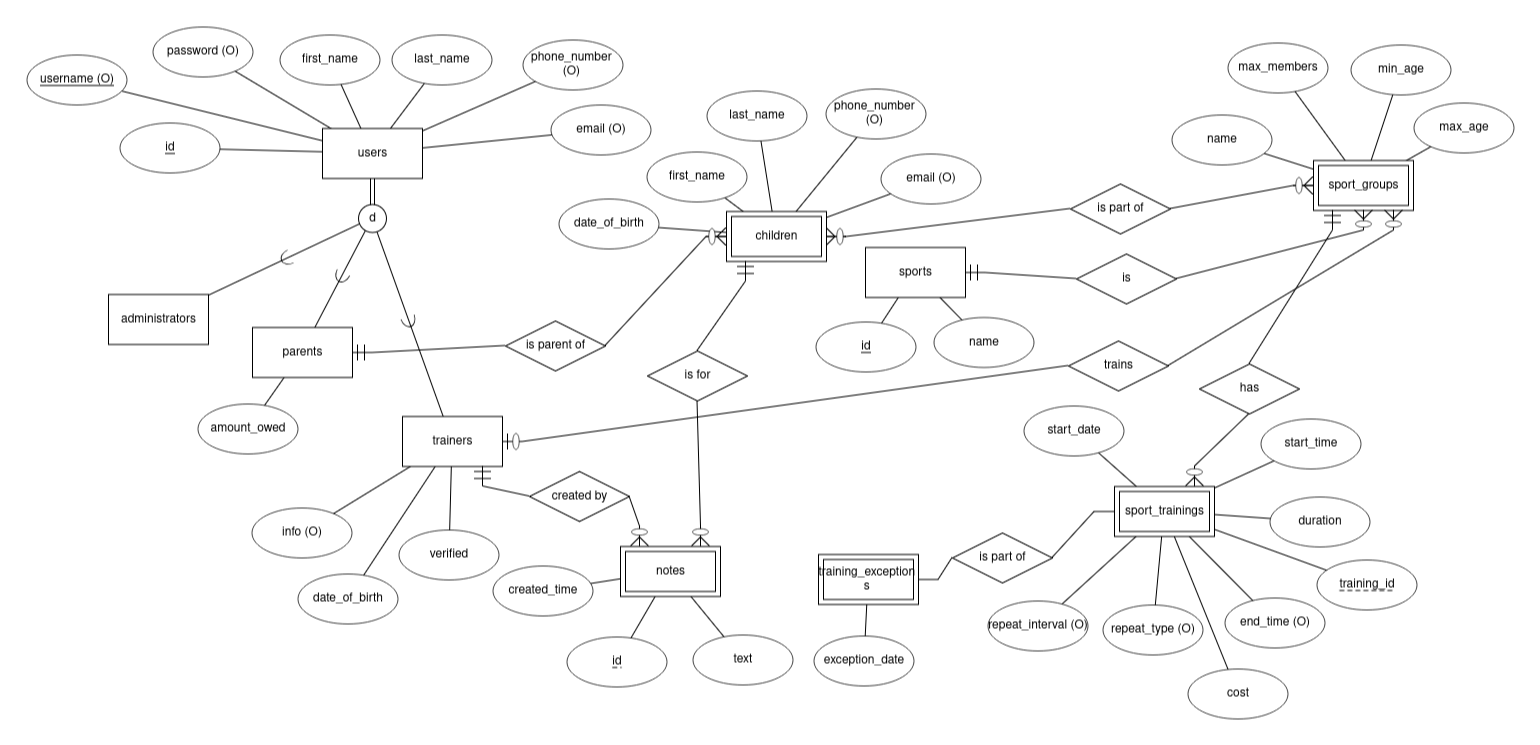 password (O)
first_name
last_name
phone_number
(O)
username (O)
email (O)
id
users
d
administrators
parents
amount_owed
trainers
info (O)
date_of_birth
verified
last_name
phone_number
(O)
first_name
email (O)
date_of_birth
children
is parent of
is for
created by
notes
created_time
id
text
max_members
min_age
name
max_age
sport_groups
is part of
sports
id
name
is
trains
has
start_date
start_time
sport_trainings
duration
training_id
is part of
training_exception
s
exception_date
repeat_interval (O)
repeat_type (O)
end_time (O)
cost